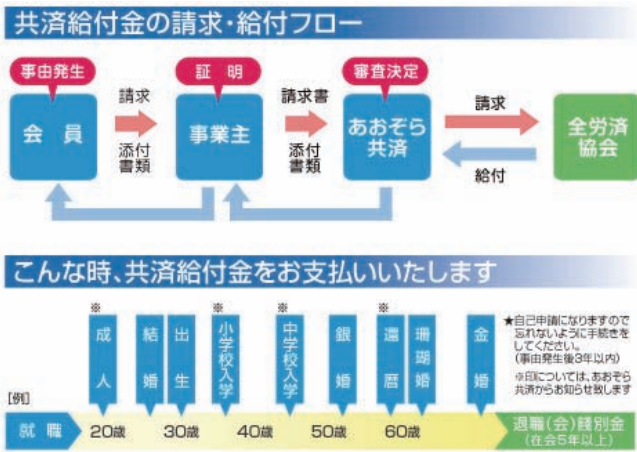 共済給付金の請求・給付フロー
事由発生
証 明
審査決定
会 員
請求
添付
書類
事業主
請求書
添付
書類
あおぞら
共済
請求
給付
全労済
協会
こんな時、共済給付金をお支払いいたします
※
成人
結婚
出生
※
小学校入学
※
中学校入学
銀婚
※
還暦
珊瑚婚
金婚
★自己申請になりますので
忘れないように手続きを
してください。
(事由発生後3年以内)
※印については、あおぞら
共済からお知らせ致します
[例]
就 職
20歳
30歳
40歳
50歳
60歳
退職(会)餞別金
(在会5年以上)